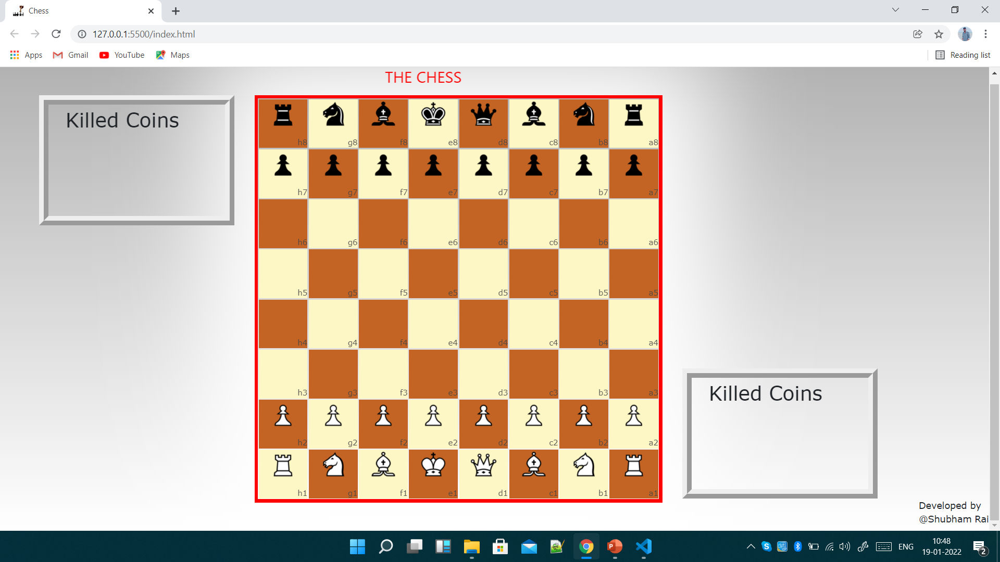 Chess
127.0.0.1:5500/index.html
Apps Gmail YouTube Maps Reading list
THE CHESS
Killed Coins
h8 g8 f8 e8 d8 c8 b8 a8
h7 g7 f7 e7 d7 c7 b7 a7
h6 g6 f6 e6 d6 c6 b6 a6
h5 g5 f5 e5 d5 c5 b5 a5
h4 g4 f4 e4 d4 c4 b4 a4
h3 g3 f3 e3 d3 c3 b3 a3
Killed Coins
h2 g2 f2 e2 d2 c2 b2 a2
h1 g1 f1 e1 d1 c1 b1 a1
Developed by
@Shubham Rai
ENG
10:48
19-01-2022
2